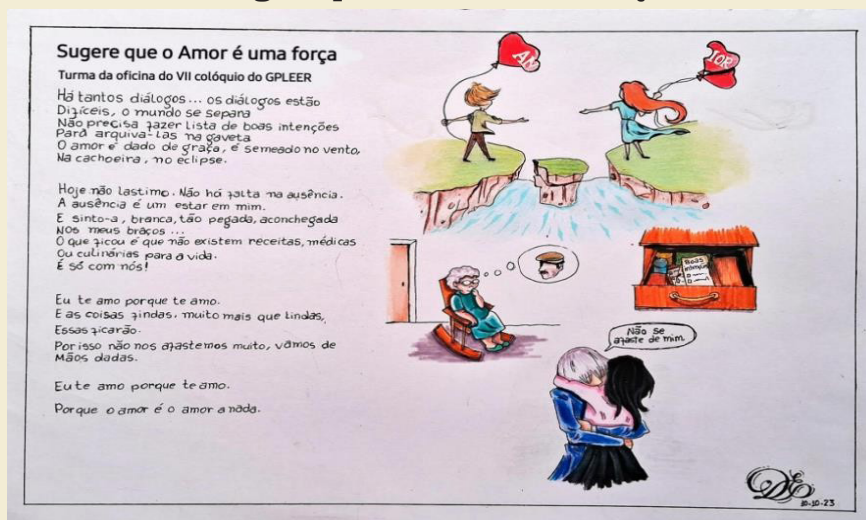 Sugere que o Amor é uma força
Turma da oficina do VII colóquio do GPLEER
Há tantos diálogos... os diálogos estão
Difíceis, o mundo se separa
Não precisa fazer Lista de boas intenções
Para arquiva-las na gaveta
O amor é dado de graça, é semeado no vento,
Na cachoeira, no eclipse.
Hoje não lastimo. Não há falta na ausência.
A ausência é um estar em mim.
E sinto-a, branca, tão pegada, aconchegada
Nos meus braços ...
O que ficou é que não existem receitas, médicas
Ou culinárias para a vida.
É só com nós!
Eu te amo porque te amo.
E as coisas findas, muito mais que lindas,
Essas ficarão.
Por isso não nos afastemos muito, vamos de
Mãos dadas.
Eu te amo porque te amo.
Porque o amor é o amor a nada.
AM
OR
Boas
Não se
afaste de mim.
10-10-23